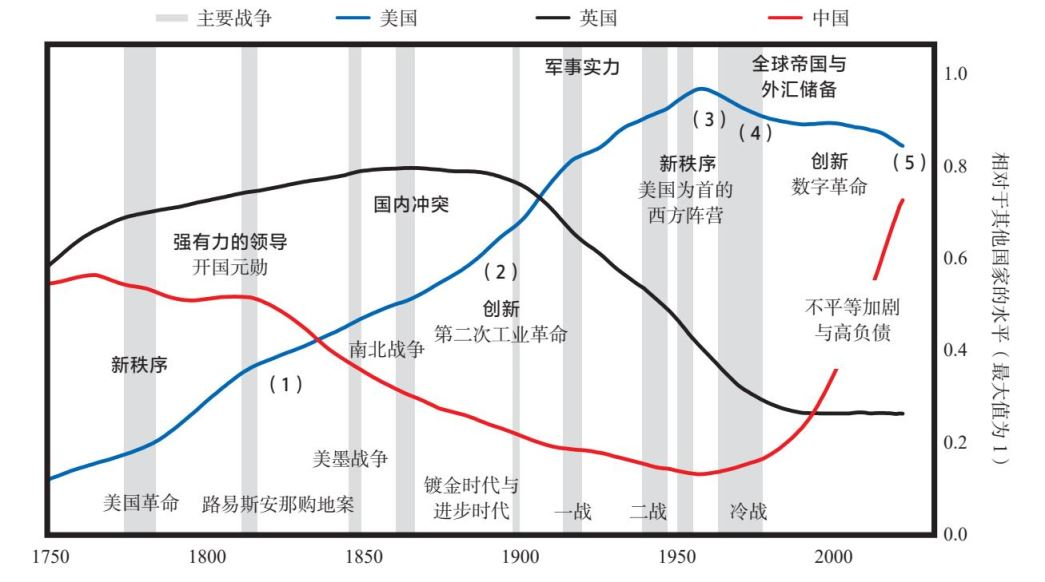 主要战争 美国 英国 中国
军事实力
全球帝国与
外汇储备
1.0
(3)
(4)
新秩序
美国为首的
西方阵营
创新
数字革命
(5)
0.8
国内冲突
强有力的领导
开国元勋
0.6
(2)
创新
第二次工业革命
不平等加剧
与高负债
新秩序
南北战争
0.4
(1)
0.2
美墨战争
镀金时代与
进步时代
美国革命
路易斯安那购地案
一战
二战
冷战
0.0
1750 1800 1850 1900 1950 2000
相对于其他国家的水平（最大值为1）